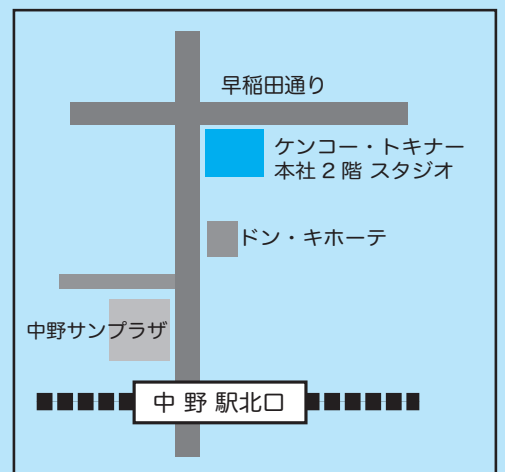 早稲田通り
ケンコー・トキナー
本社 2 階 スタジオ
ドン・キホーテ
中野サンプラザ
中 野 駅北口